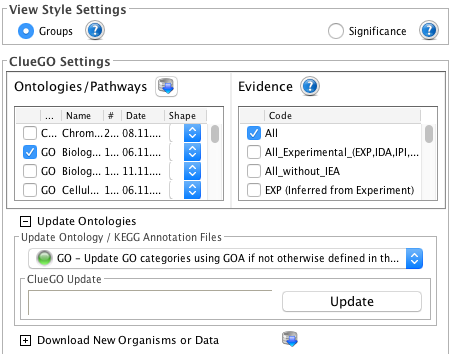 View Style Settings
Groups ? Significance ?
ClueGO Settings
Ontologies/Pathways Evidence ?
... Name # Date Shape Code
C... Chrom... 2... 08.11.... All
GO Biolog... 1... 06.11.... All_Experimental_(EXP,IDA,IPI,...
GO Biolog... 1... 11.11.... All_without_IEA
GO Cellul... 1... 06.11.... EXP (Inferred from Experiment)
Update Ontologies
Update Ontology / KEGG Annotation Files
GO - Update GO categories using GOA if not otherwise defined in th...
ClueGO Update
Update
Download New Organisms or Data